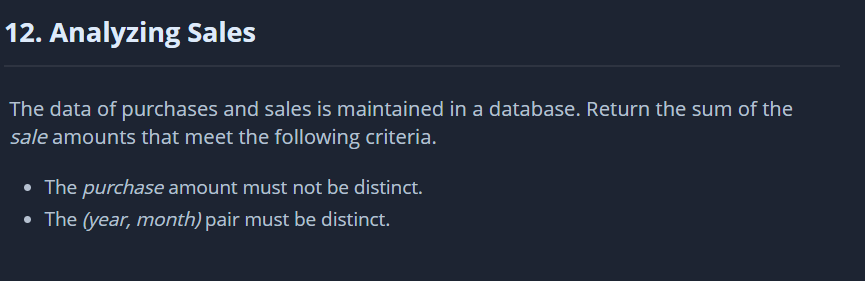 12. Analyzing Sales
The data of purchases and sales is maintained in a database. Return the sum of the
sale amounts that meet the following criteria.
• The purchase amount must not be distinct.
• The (year, month) pair must be distinct.